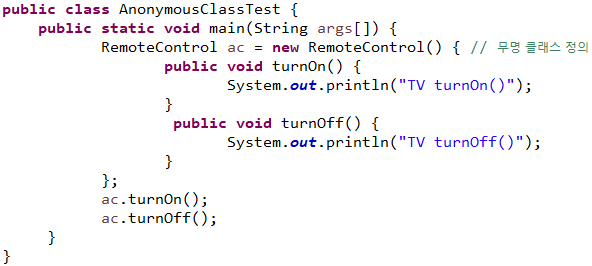 public class AnonymousClassTest {
    public static void main(String args[]) {
            RemoteControl ac = new RemoteControl() { // 무명 클래스 정의
                    public void turnOn() {
                            System.out.println("TV turnOn()");
                    }
                     public void turnOff() {
                            System.out.println("TV turnOff()");
                    }
            };
            ac.turnOn();
            ac.turnOff();
     }
}